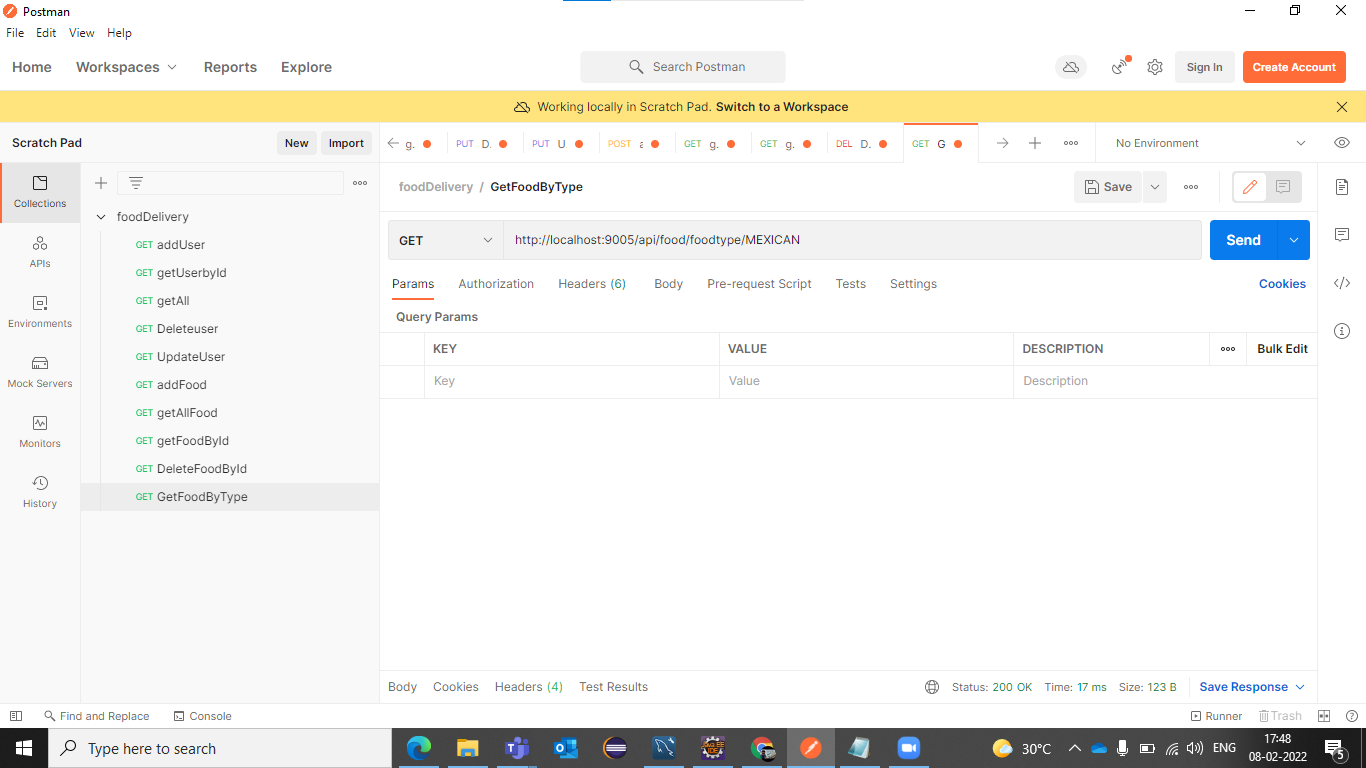 Postman
File Edit View Help
Home Workspaces Reports Explore Search Postman Sign In Create Account
Working locally in Scratch Pad. Switch to a Workspace
Scratch Pad New Import g. PUT D. PUT U POST a GET g. GET g. DEL D. GET G No Environment
Collections
APIs
Environments
Mock Servers
Monitors
History
foodDelivery
GET addUser
GET getUserbyId
GET getAll
GET Deleteuser
GET UpdateUser
GET addFood
GET getAllFood
GET getFoodById
GET DeleteFoodById
GET GetFoodByType
foodDelivery / GetFoodByType Save
GET http://localhost:9005/api/food/foodtype/MEXICAN Send
Params Authorization Headers (6) Body Pre-request Script Tests Settings Cookies
Query Params
KEY VALUE DESCRIPTION Bulk Edit
Key Value Description
Body Cookies Headers (4) Test Results Status: 200 OK Time: 17 ms Size: 123 B Save Response
Find and Replace Console Runner Trash
Type here to search 30°C ENG 17:48
08-02-2022 5